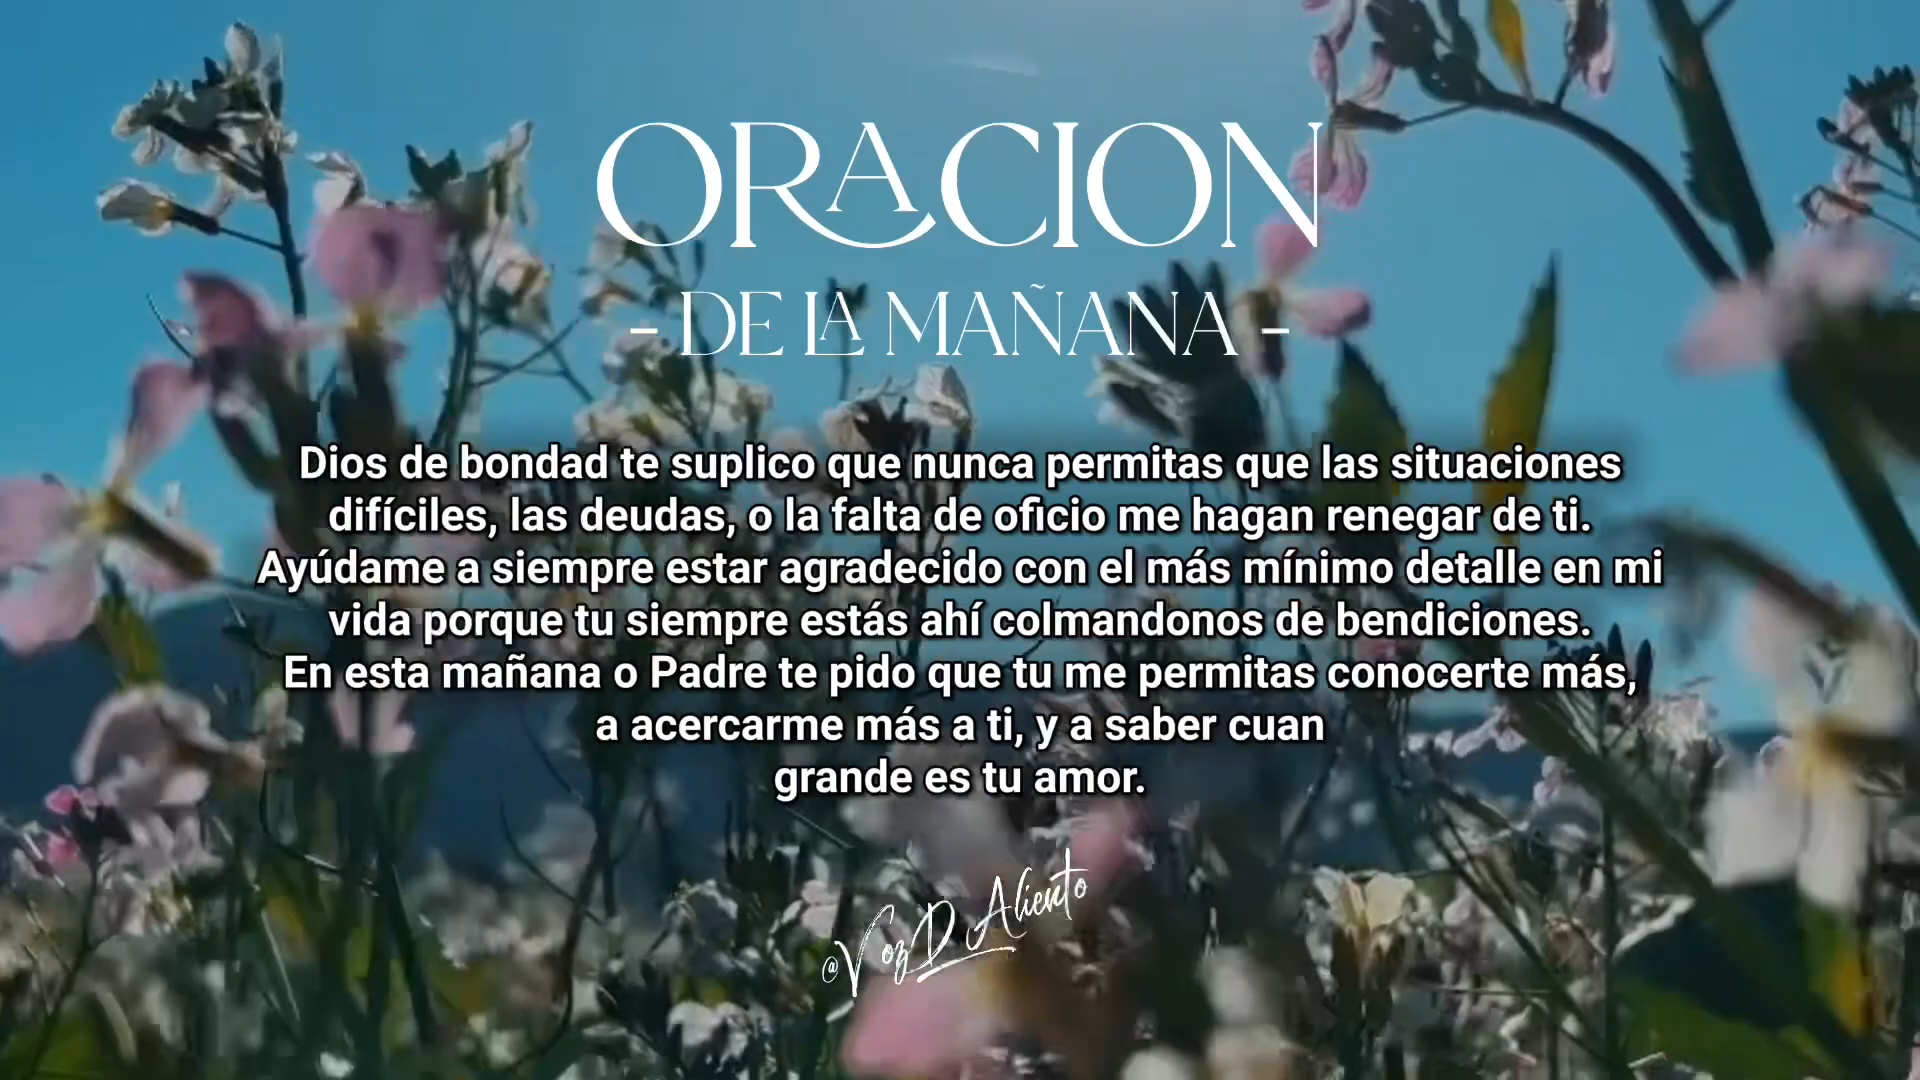 ORACION
- DE LA MAÑANA -
Dios de bondad te suplico que nunca permitas que las situaciones
difíciles, las deudas, o la falta de oficio me hagan renegar de ti.
Ayúdame a siempre estar agradecido con el más mínimo detalle en mi
vida porque tu siempre estás ahí colmandonos de bendiciones.
En esta mañana o Padre te pido que tu me permitas conocerte más,
a acercarme más a ti, y a saber cuan
grande es tu amor.
@VozD Aliento